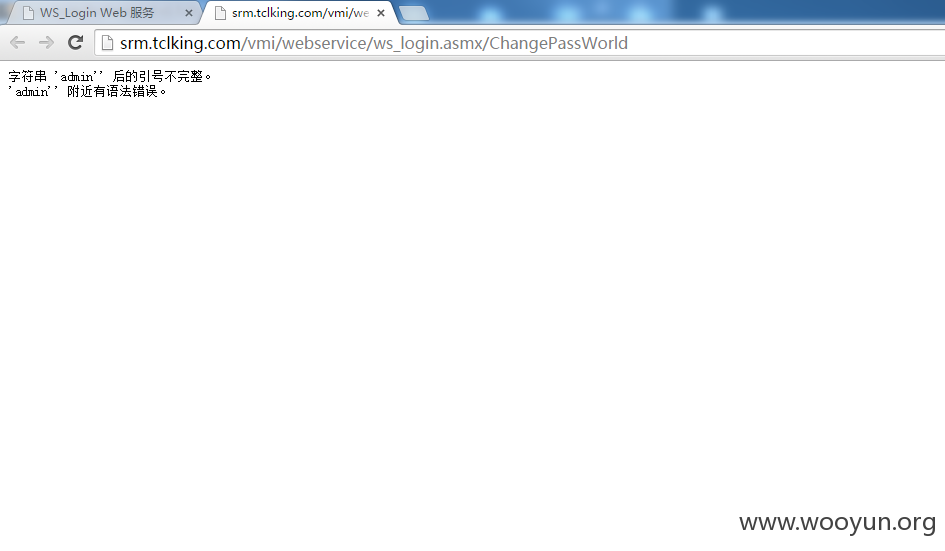 WS_Login Web 服务
srm.tclking.com/vmi/we
srm.tclking.com/vmi/webservice/ws_login.asmx/ChangePassWorld
字符串 'admin'' 后的引号不完整。
'admin'' 附近有语法错误。
www.wooyun.org